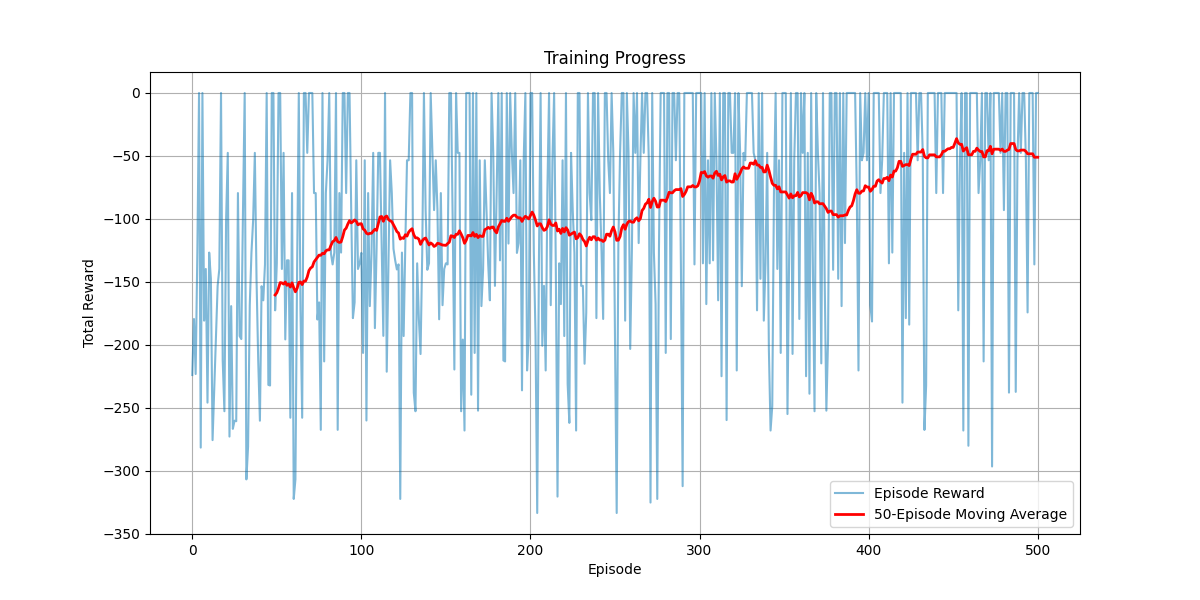 Training Progress
0
−50
−100
−150
−200
−250
−300
−350
Total Reward
0
100
200
300
400
500
Episode
Episode Reward
50-Episode Moving Average